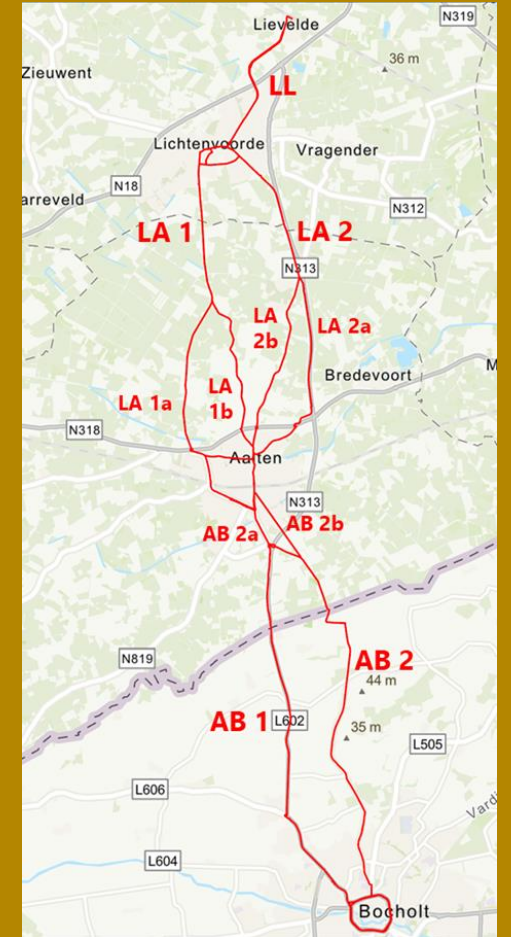 Lievelde
N319
36 m
Zieuwent
LL
Lichtenvoorde
Vragender
N18
arreveld
N312
LA 1
LA 2
N313
LA
2b
LA 2a
Bredevoort
M
LA
1b
LA 1a
N318
Aalten
N313
AB 2b
AB 2a
N819
AB 2
44 m
AB 1
L602
35 m
L505
L606
Vardi
L604
Bocholt